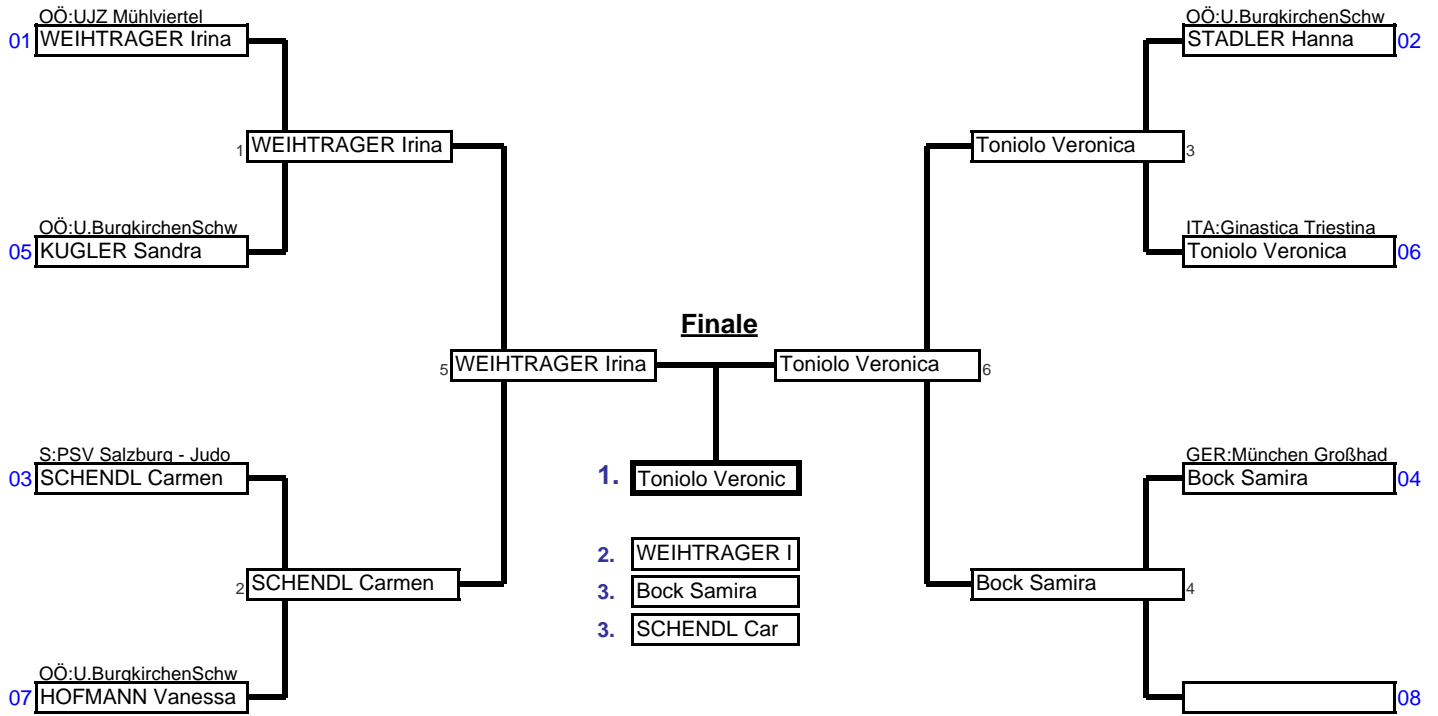 OÖ:UJZ Mühlviertel
01 WEIHTRAGER Irina
OÖ:U.BurgkirchenSchw
STADLER Hanna 02
1 WEIHTRAGER Irina
Toniolo Veronica 3
OÖ:U.BurgkirchenSchw
05 KUGLER Sandra
ITA:Ginastica Triestina
Toniolo Veronica 06
Finale
5 WEIHTRAGER Irina
Toniolo Veronica 6
S:PSV Salzburg - Judo
03 SCHENDL Carmen
1. Toniolo Veronic
GER:München Großhad
Bock Samira 04
2. WEIHTRAGER I
3. Bock Samira
3. SCHENDL Car
2 SCHENDL Carmen
Bock Samira 4
OÖ:U.BurgkirchenSchw
07 HOFMANN Vanessa
08